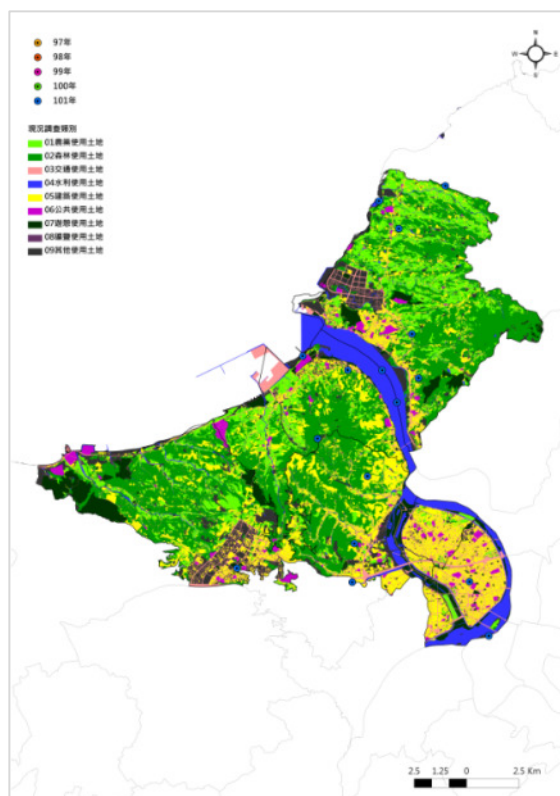 97年
98年
99年
100年
101年
現況調查類別
01農業使用土地
02森林使用土地
03交通使用土地
04水利使用土地
05建築使用土地
06公共使用土地
07遊憩使用土地
08礦鹽使用土地
09其他使用土地
N
W
E
S
2.5 1.25 0 2.5 Km